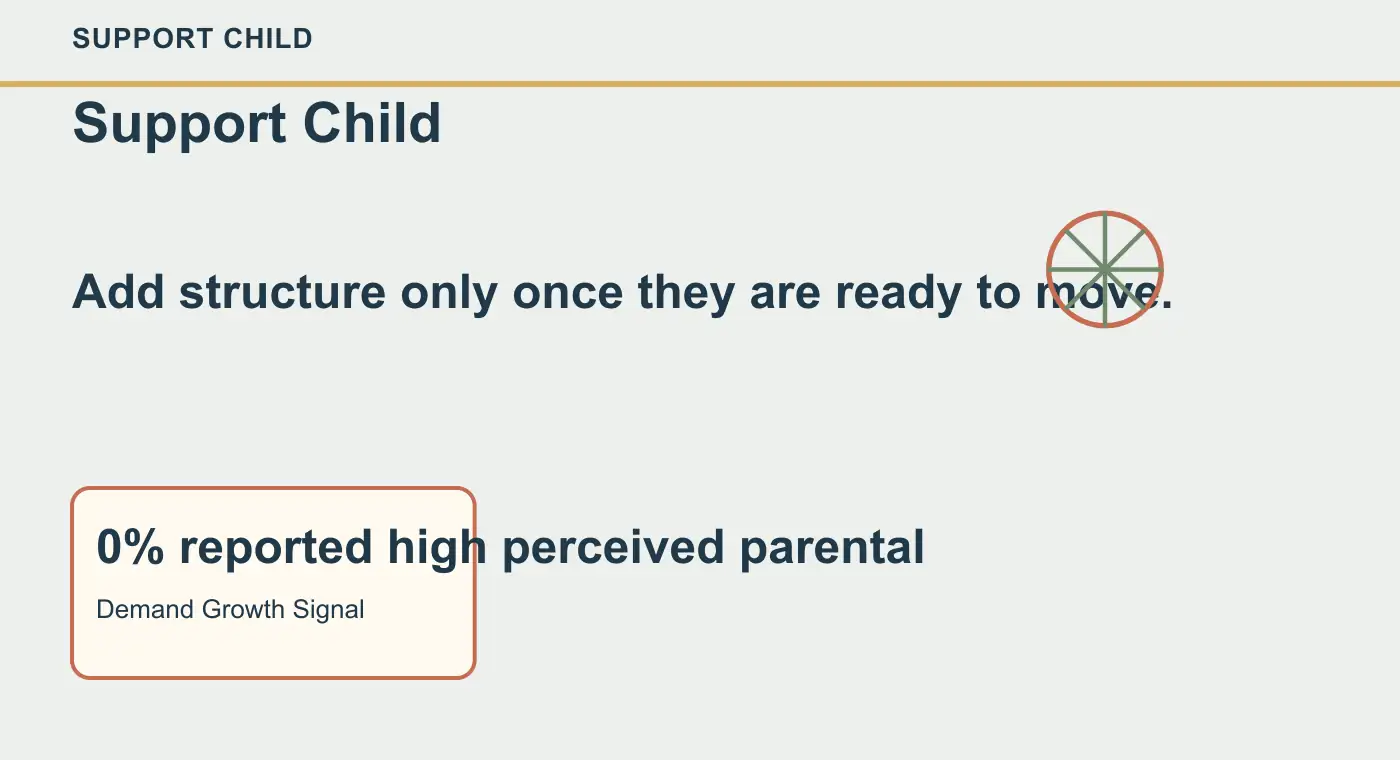 SUPPORT CHILD
Support Child
Add structure only once they are ready to move.
0% reported high perceived parental
Demand Growth Signal